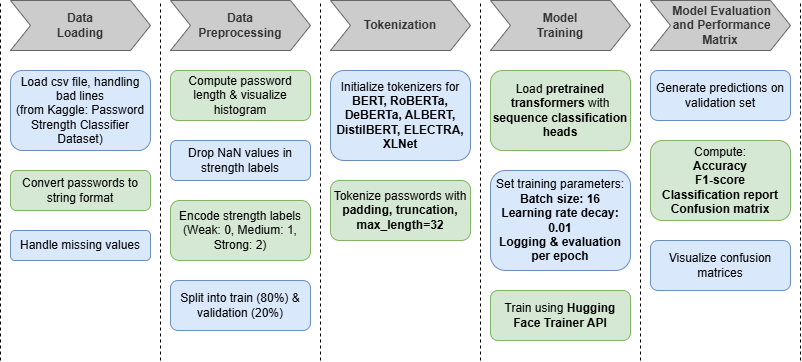 Data
Loading
Load csv file, handling
bad lines
(from Kaggle: Password
Strength Classifier
Dataset)
Convert passwords to
string format
Handle missing values
Data
Preprocessing
Compute password
length & visualize
histogram
Drop NaN values in
strength labels
Encode strength labels
(Weak: 0, Medium: 1,
Strong: 2)
Split into train (80%) &
validation (20%)
Tokenization
Initialize tokenizers for
BERT, RoBERTa,
DeBERTa, ALBERT,
DistilBERT, ELECTRA,
XLNet
Tokenize passwords with
padding, truncation,
max_length=32
Model
Training
Load pretrained
transformers with
sequence classification
heads
Set training parameters:
Batch size: 16
Learning rate decay:
0.01
Logging & evaluation
per epoch
Train using Hugging
Face Trainer API
Model Evaluation
and Performance
Matrix
Generate predictions on
validation set
Compute:
Accuracy
F1-score
Classification report
Confusion matrix
Visualize confusion
matrices